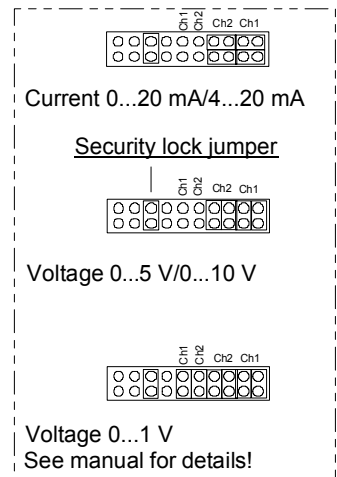 Ch1 Ch2 Ch2 Ch1
Current 0...20 mA/4...20 mA
Security lock jumper
Ch1 Ch2 Ch2 Ch1
Voltage 0...5 V/0...10 V
Ch1 Ch2 Ch2 Ch1
Voltage 0...1 V
See manual for details!